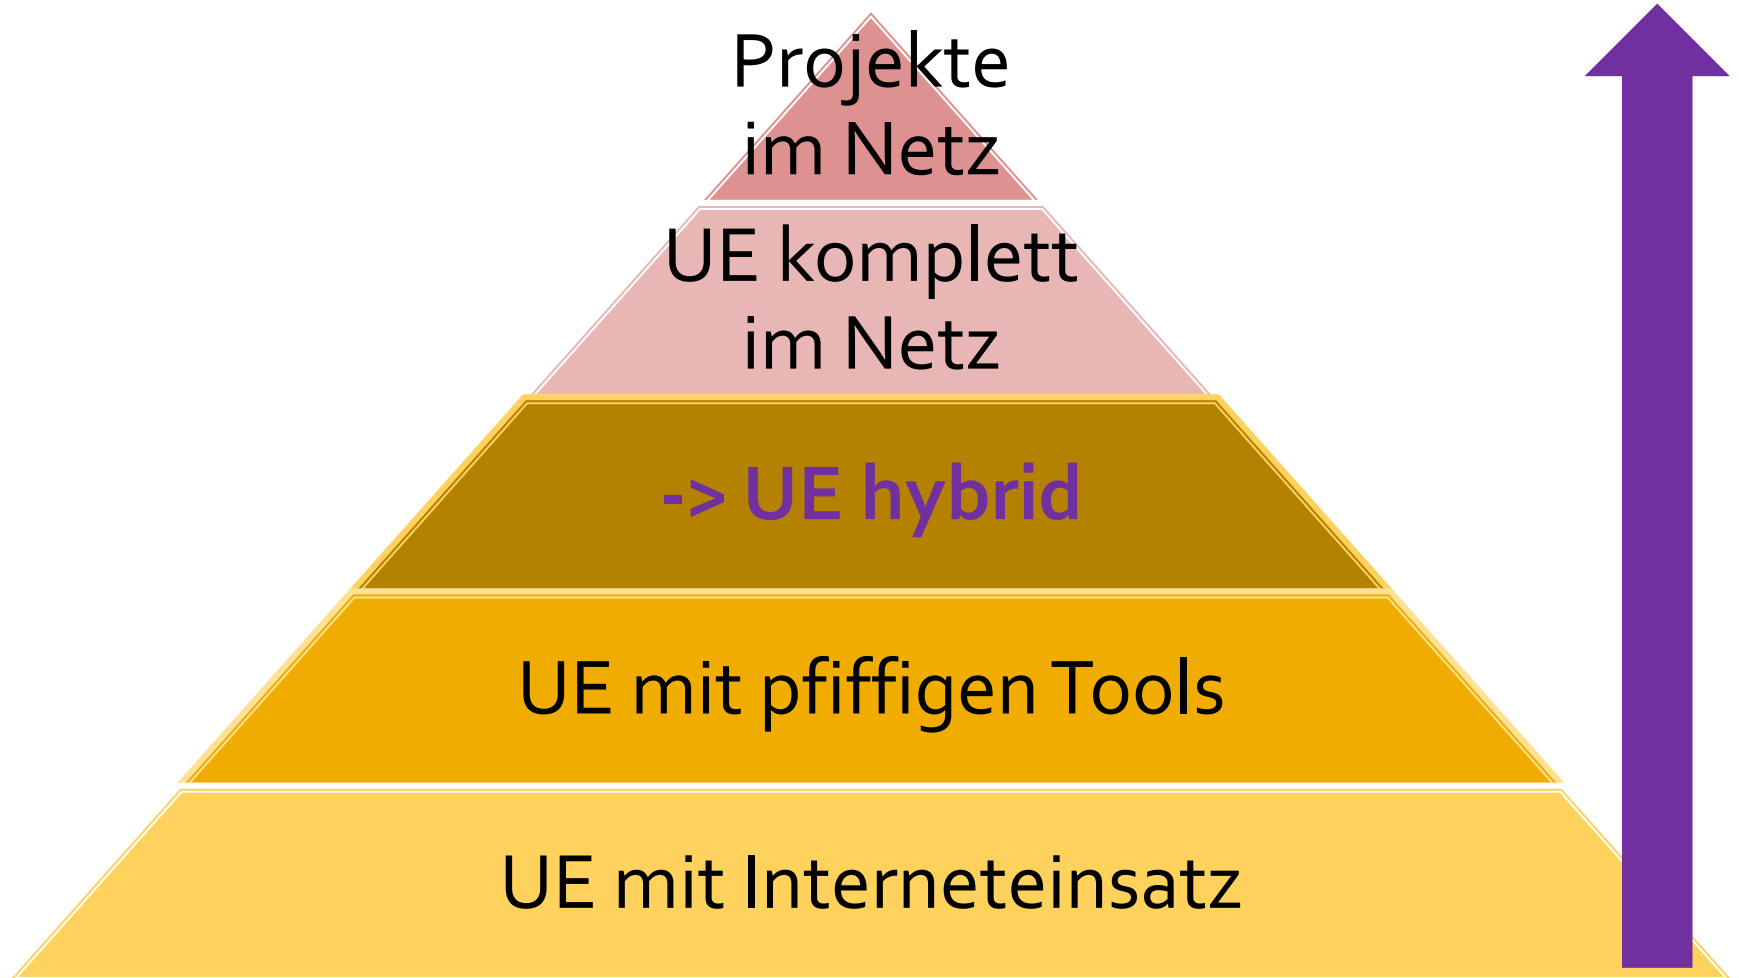 Projekte
im Netz
UE komplett
im Netz
-> UE hybrid
UE mit pfiffigen Tools
UE mit Interneteinsatz